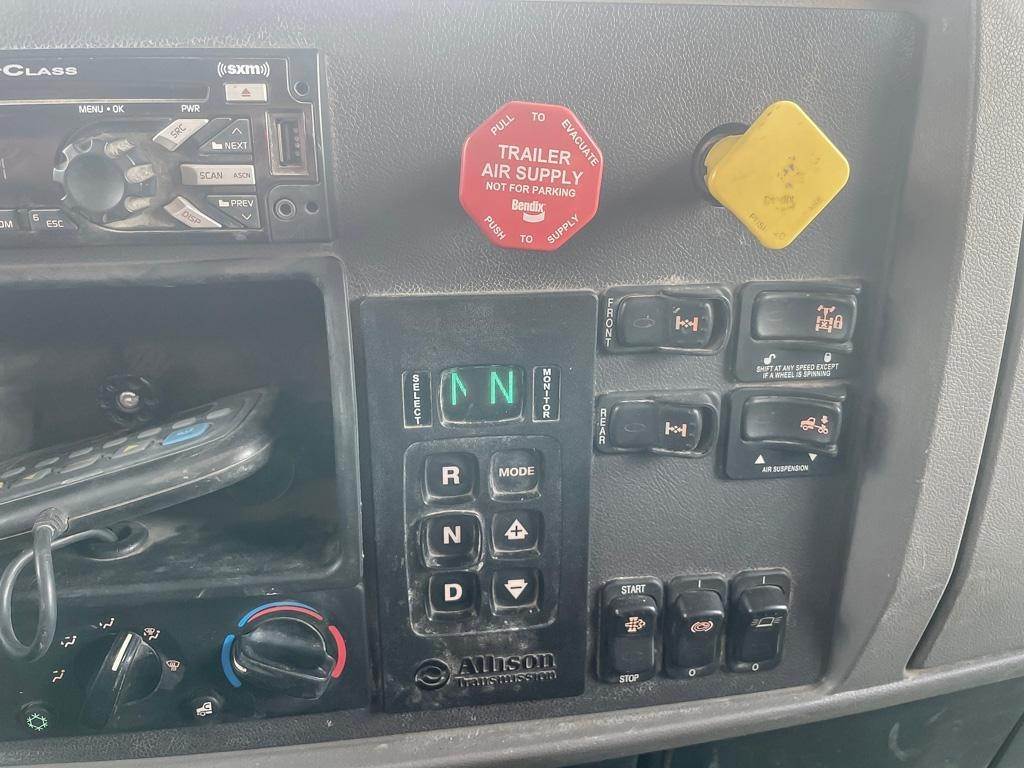 CLASS
((sxm))
MENU • OK
PWR
SRC
NEXT
SCAN ASCN
PREV
DISP
6
ESC
PULL TO EVACUATE
TRAILER
AIR SUPPLY
NOT FOR PARKING
Bendix
PUSH TO SUPPLY
Bendix
FRONT
SHIFT AT ANY SPEED EXCEPT
IF A WHEEL IS SPINNING
REAR
AIR SUSPENSION
SELECT
N N
MONITOR
R
MODE
N
D
Allison
Transmission
START
STOP
I
O
I
O